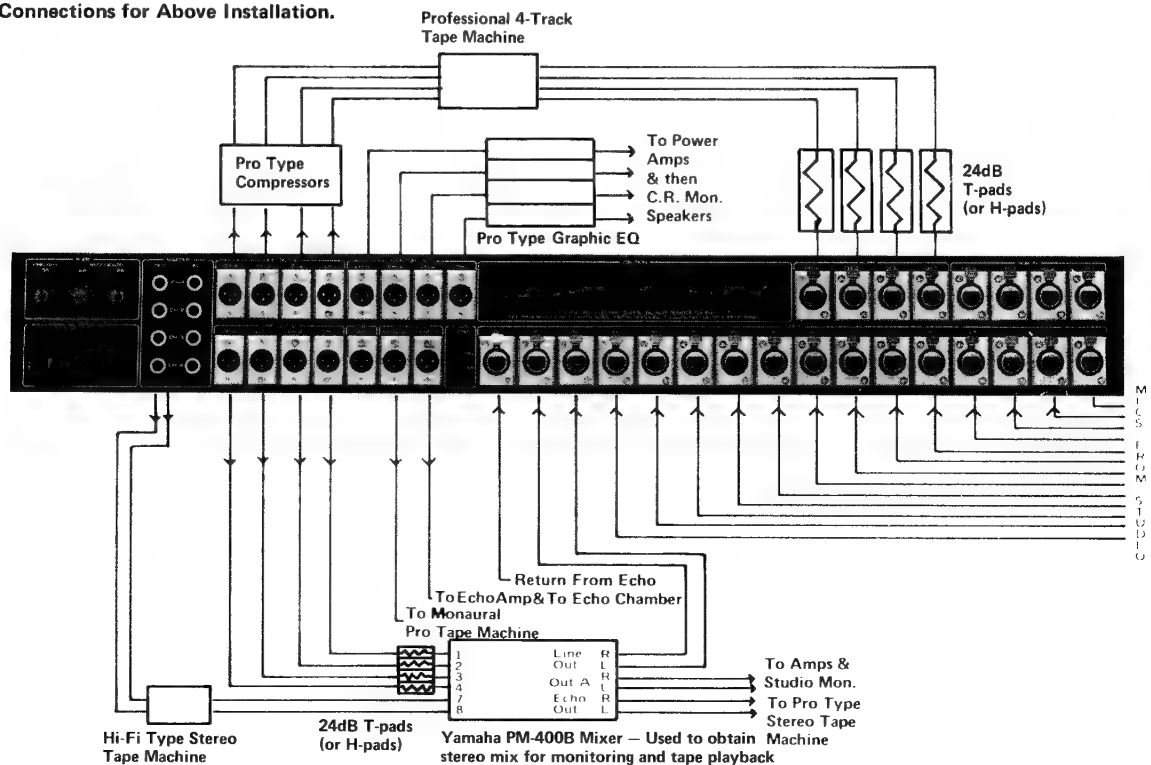 Connections for Above Installation.
Professional 4-Track
Tape Machine
Pro Type
Compressors
To Power
Amps
& then
C.R. Mon.
Speakers
Pro Type Graphic EQ
24dB
T-pads
(or H-pads)
MICS FROM STUDIO
Return From Echo
To Echo Amp & To Echo Chamber
To Monaural
Pro Tape Machine
1 Line R
2 Out L
3 Out A R
4 L
7 Echo R
8 Out L
To Amps &
Studio Mon.
To Pro Type
Stereo Tape
Machine
Hi-Fi Type Stereo
Tape Machine
24dB T-pads
(or H-pads)
Yamaha PM-400B Mixer — Used to obtain
stereo mix for monitoring and tape playback